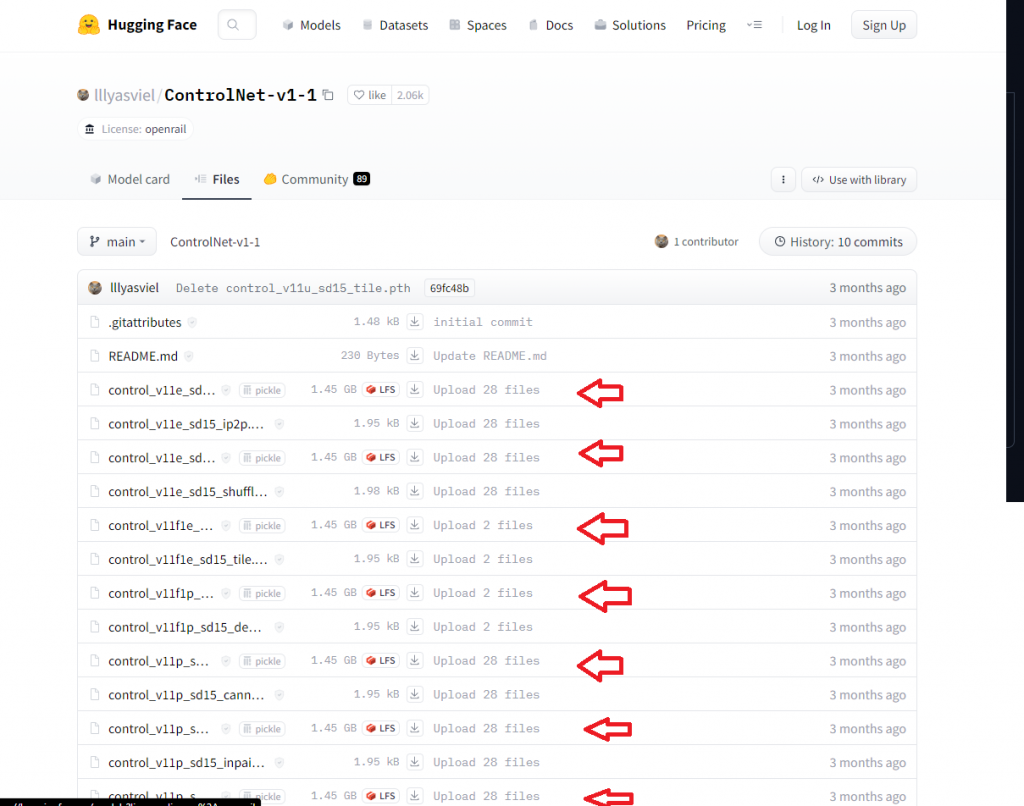 Hugging Face Models Datasets Spaces Docs Solutions Pricing Log In Sign Up
lllyasviel/ControlNet-v1-1 like 2.06k
License: openrail
Model card Files Community 89 Use with library
main ControlNet-v1-1 1 contributor History: 10 commits
lllyasviel Delete control_v11u_sd15_tile.pth 69fc48b 3 months ago
.gitattributes 1.48 kB initial commit 3 months ago
README.md 230 Bytes Update README.md 3 months ago
control_v11e_sd... pickle 1.45 GB LFS Upload 28 files 3 months ago
control_v11e_sd15_ip2p.... 1.95 kB Upload 28 files 3 months ago
control_v11e_sd... pickle 1.45 GB LFS Upload 28 files 3 months ago
control_v11e_sd15_shuffl... 1.98 kB Upload 28 files 3 months ago
control_v11f1e_... pickle 1.45 GB LFS Upload 2 files 3 months ago
control_v11f1e_sd15_tile.... 1.95 kB Upload 2 files 3 months ago
control_v11f1p_... pickle 1.45 GB LFS Upload 2 files 3 months ago
control_v11f1p_sd15_de... 1.95 kB Upload 2 files 3 months ago
control_v11p_s... pickle 1.45 GB LFS Upload 28 files 3 months ago
control_v11p_sd15_cann... 1.95 kB Upload 28 files 3 months ago
control_v11p_s... pickle 1.45 GB LFS Upload 28 files 3 months ago
control_v11p_sd15_inpai... 1.95 kB Upload 28 files 3 months ago
pickle 1.45 GB LFS Upload 28 files 3 months ago